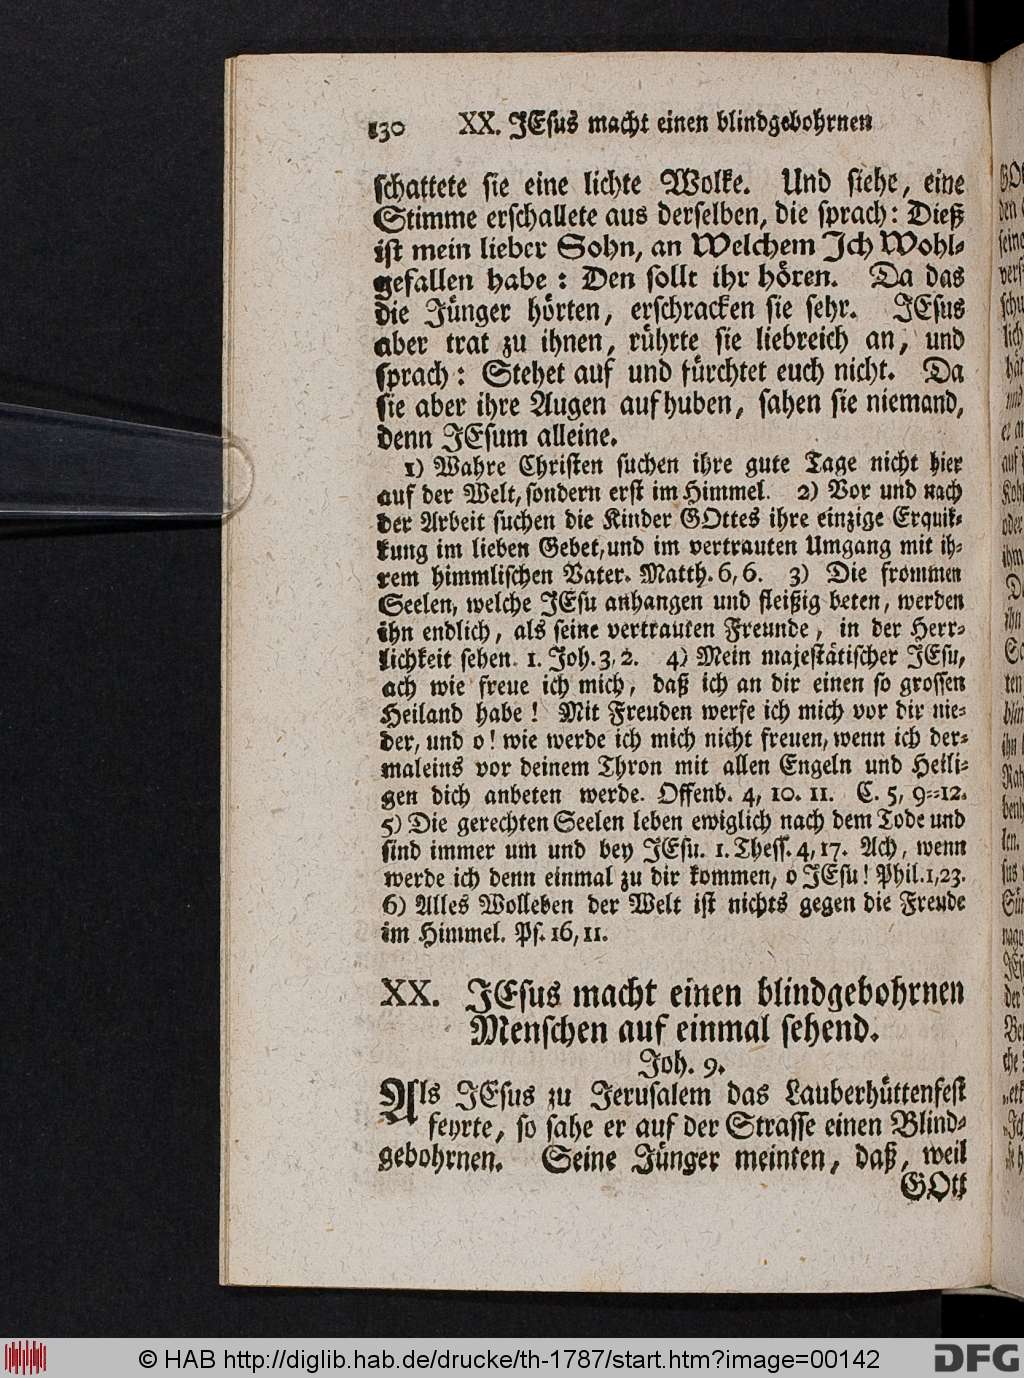 130 XX. JEsus macht einen blindgebohrnen
schattete sie eine lichte Wolke. Und siehe, eine
Stimme erschallete aus derselben, die sprach: Dieß
ist mein lieber Sohn, an Welchem Ich Wohl-
gefallen habe: Den sollt ihr hören. Da das
die Jünger hörten, erschracken sie sehr. JEsus
aber trat zu ihnen, rührte sie liebreich an, und
sprach: Stehet auf und fürchtet euch nicht. Da
sie aber ihre Augen aufhuben, sahen sie niemand,
denn JEsum alleine.
1) Wahre Christen suchen ihre gute Tage nicht hier
auf der Welt, sondern erst im Himmel. 2) Vor und nach
der Arbeit suchen die Kinder GOttes ihre einzige Erquik-
kung im lieben Gebet, und im vertrauten Umgang mit ih-
rem himmlischen Vater. Matth. 6, 6. 3) Die frommen
Seelen, welche JEsu anhangen und fleißig beten, werden
ihn endlich, als seine vertrauten Freunde, in der Herr-
lichkeit sehen. 1. Joh. 3, 2. 4) Mein majestätischer JEsu,
ach wie freue ich mich, daß ich an dir einen so grossen
Heiland habe! Mit Freuden werfe ich mich vor dir nie-
der, und o! wie werde ich mich nicht freuen, wenn ich der-
maleins vor deinem Thron mit allen Engeln und Heili-
gen dich anbeten werde. Offenb. 4, 10. 11. C. 5, 9--12.
5) Die gerechten Seelen leben ewiglich nach dem Tode und
sind immer um und bey JEsu. 1. Thess. 4, 17. Ach, wenn
werde ich denn einmal zu dir kommen, o JEsu! Phil. 1, 23.
6) Alles Wolleben der Welt ist nichts gegen die Freude
im Himmel. Ps. 16, 11.
XX. JEsus macht einen blindgebohrnen
Menschen auf einmal sehend.
Joh. 9.
Als JEsus zu Jerusalem das Lauberhüttenfest
feyrte, so sahe er auf der Strasse einen Blind-
gebohrnen. Seine Jünger meinten, daß, weil
GOtt
© HAB http://diglib.hab.de/drucke/th-1787/start.htm?image=00142
DFG